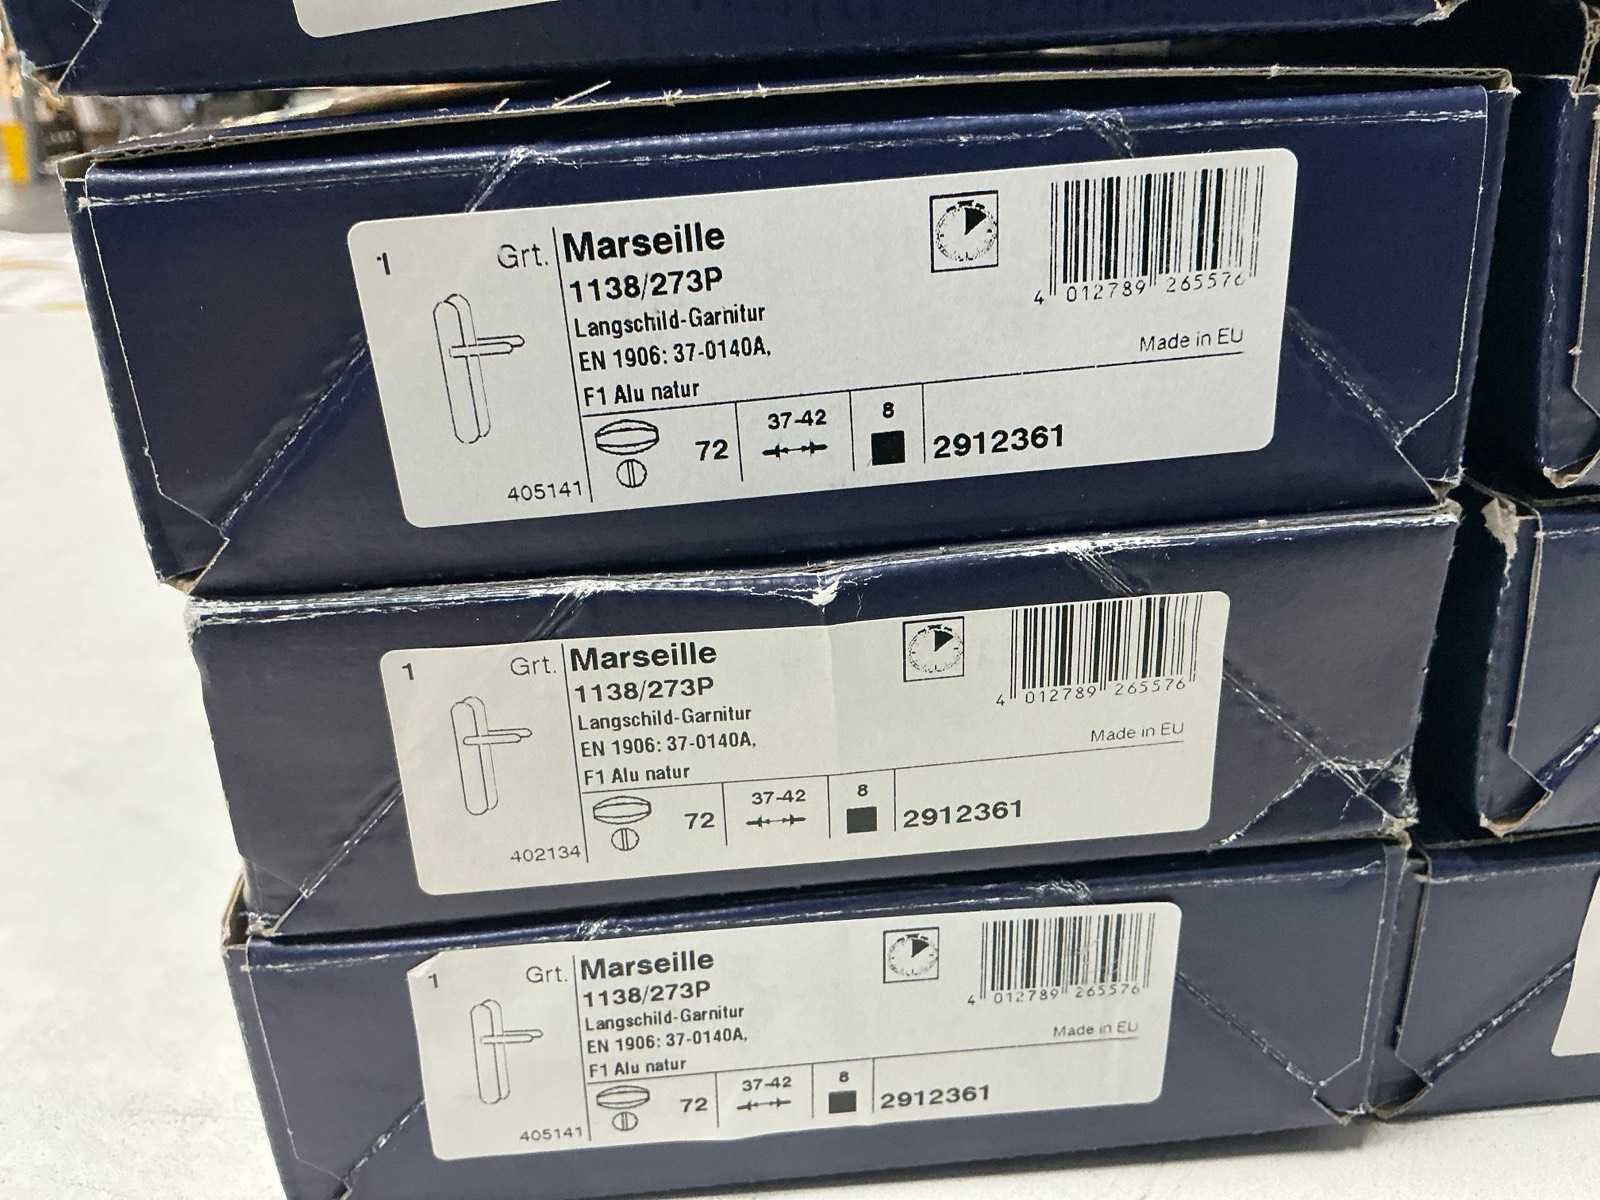 1 Grt. Marseille
1138/273P
Langschild-Garnitur
EN 1906: 37-0140A,
F1 Alu natur
4 012789 265576
Made in EU
72 37-42 8 2912361
405141
1 Grt. Marseille
1138/273P
Langschild-Garnitur
EN 1906: 37-0140A,
F1 Alu natur
4 012789 265576
Made in EU
72 37-42 8 2912361
402134
1 Grt. Marseille
1138/273P
Langschild-Garnitur
EN 1906: 37-0140A,
F1 Alu natur
4 012789 265576
Made in EU
72 37-42 8 2912361
405141